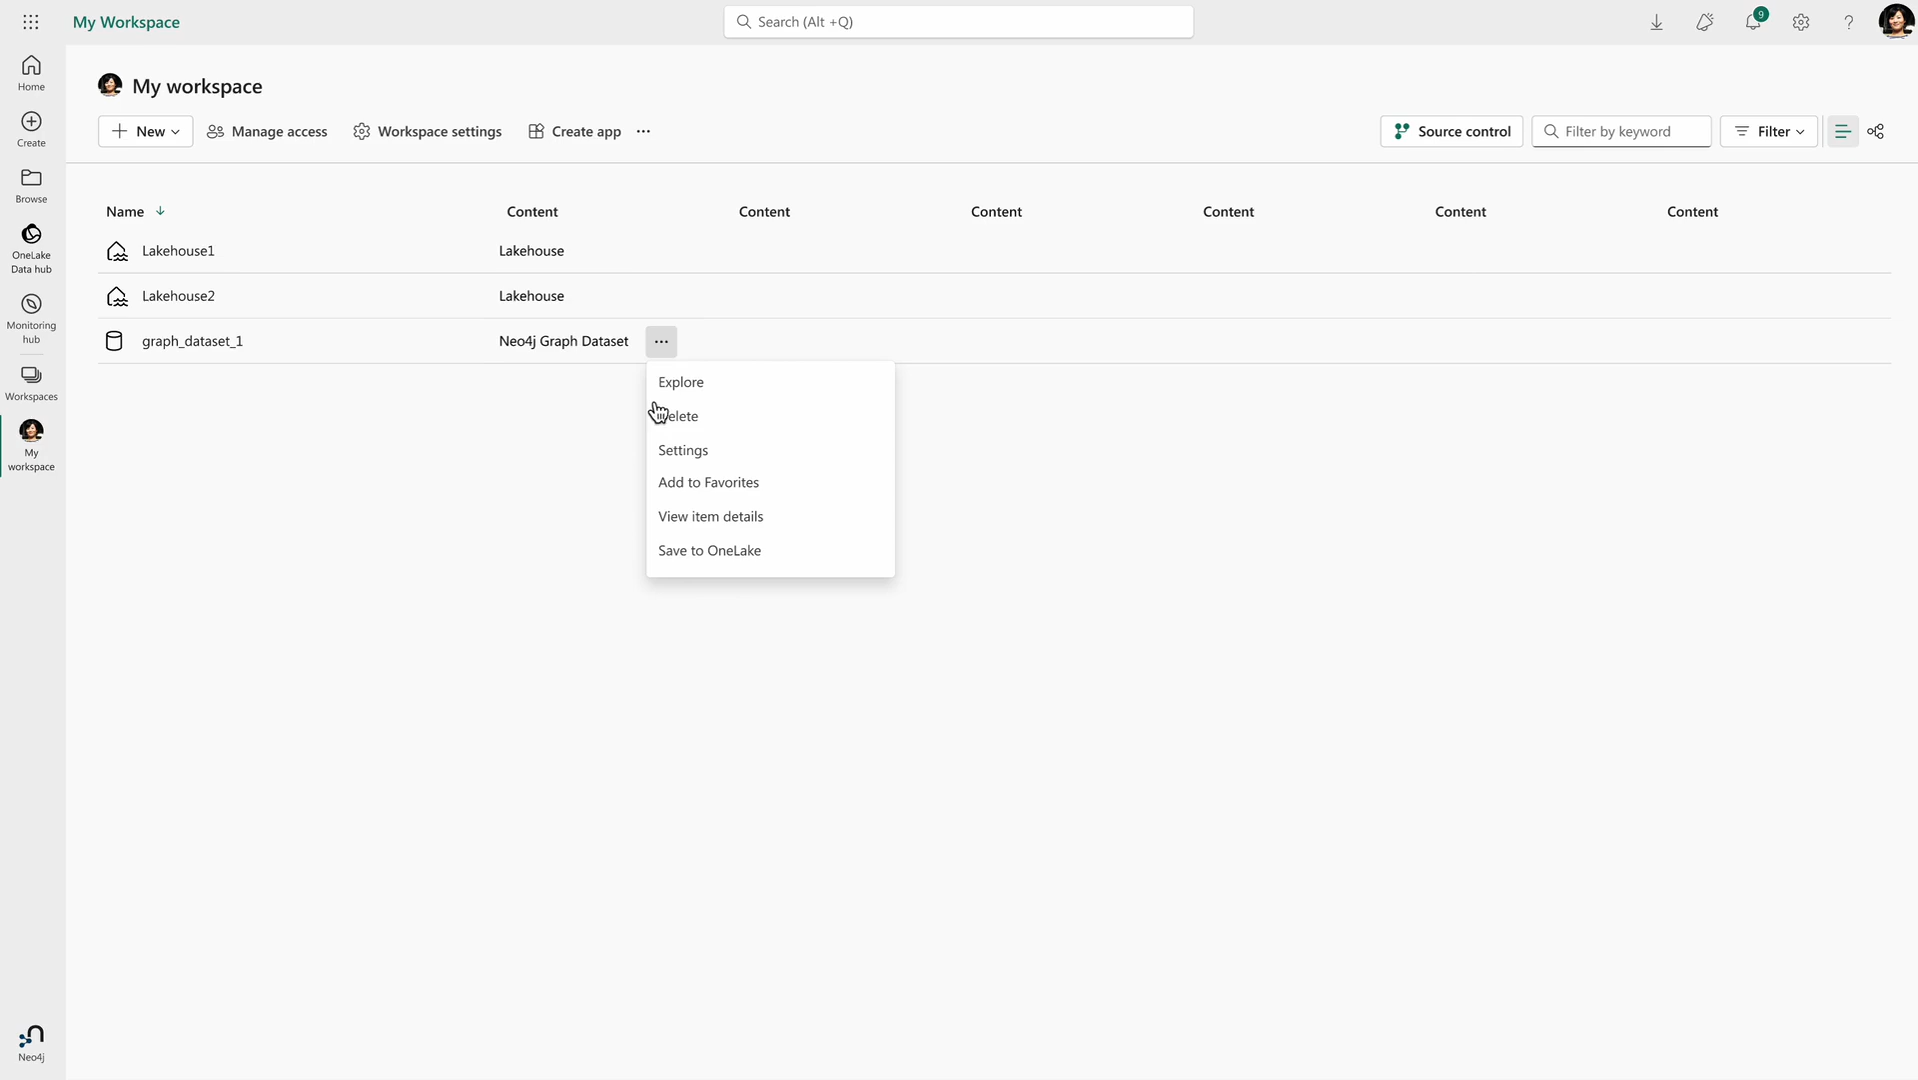 My Workspace
Search (Alt +Q)
9
Home
Create
Browse
OneLake
Data hub
Monitoring
hub
Workspaces
My
workspace
Neo4j
My workspace
New
Manage access
Workspace settings
Create app
Source control
Filter by keyword
Filter
Name Content Content Content Content Content Content
Lakehouse1 Lakehouse
Lakehouse2 Lakehouse
graph_dataset_1 Neo4j Graph Dataset
Explore
elete
Settings
Add to Favorites
View item details
Save to OneLake